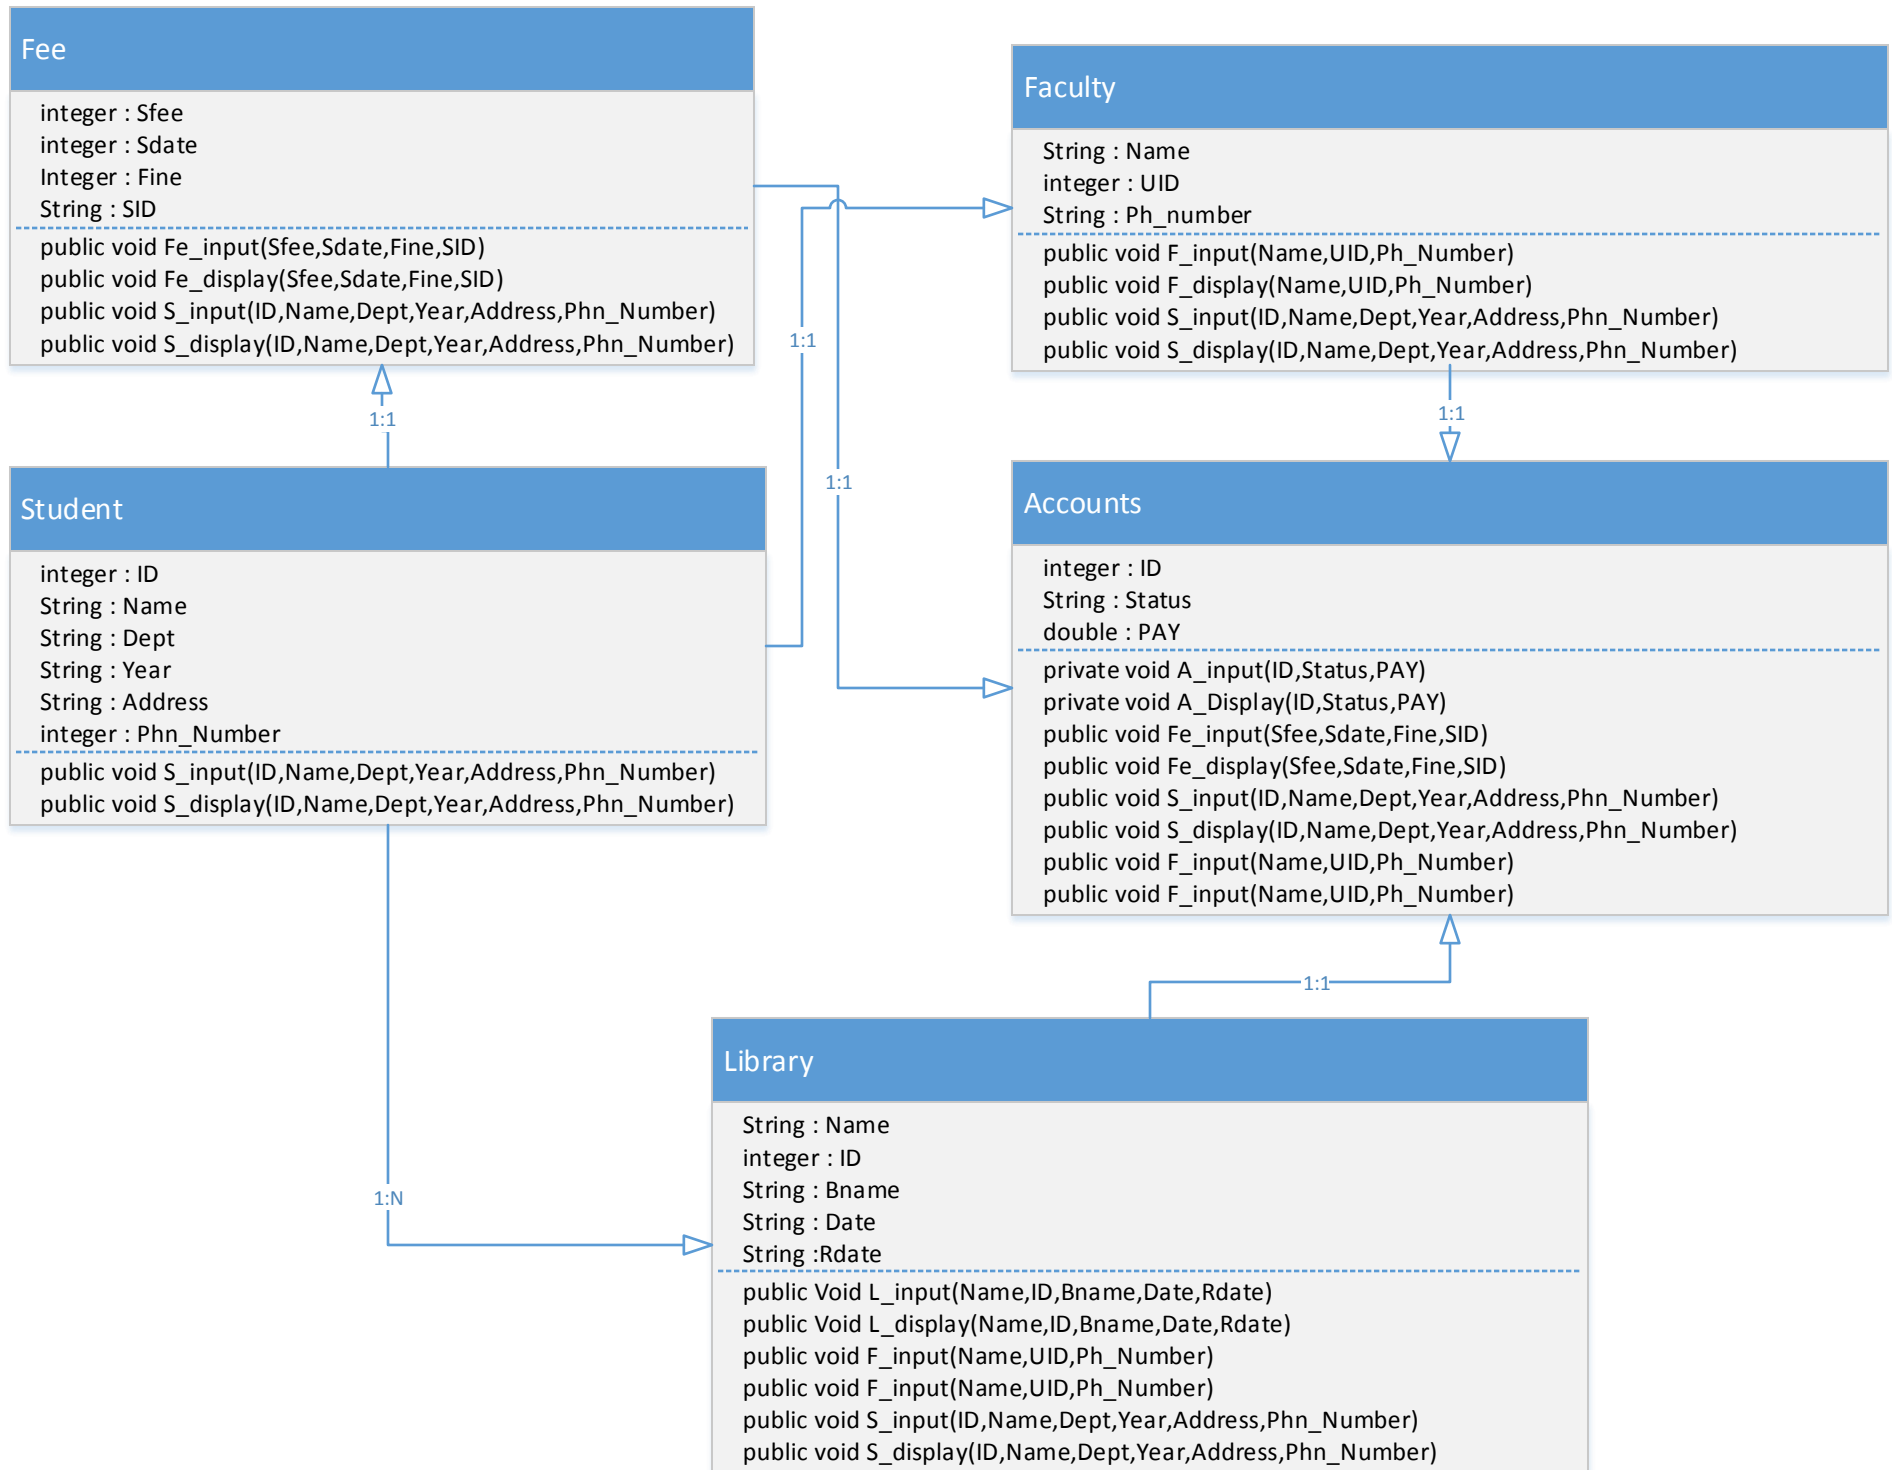 Fee
integer : Sfee
integer : Sdate
Integer : Fine
String : SID
public void Fe_input(Sfee,Sdate,Fine,SID)
public void Fe_display(Sfee,Sdate,Fine,SID)
public void S_input(ID,Name,Dept,Year,Address,Phn_Number)
public void S_display(ID,Name,Dept,Year,Address,Phn_Number)
Faculty
String : Name
integer : UID
String : Ph_number
public void F_input(Name,UID,Ph_Number)
public void F_display(Name,UID,Ph_Number)
public void S_input(ID,Name,Dept,Year,Address,Phn_Number)
public void S_display(ID,Name,Dept,Year,Address,Phn_Number)
1:1
1:1
1:1
1:1
Student
integer : ID
String : Name
String : Dept
String : Year
String : Address
integer : Phn_Number
public void S_input(ID,Name,Dept,Year,Address,Phn_Number)
public void S_display(ID,Name,Dept,Year,Address,Phn_Number)
Accounts
integer : ID
String : Status
double : PAY
private void A_input(ID,Status,PAY)
private void A_Display(ID,Status,PAY)
public void Fe_input(Sfee,Sdate,Fine,SID)
public void Fe_display(Sfee,Sdate,Fine,SID)
public void S_input(ID,Name,Dept,Year,Address,Phn_Number)
public void S_display(ID,Name,Dept,Year,Address,Phn_Number)
public void F_input(Name,UID,Ph_Number)
public void F_input(Name,UID,Ph_Number)
1:1
1:N
Library
String : Name
integer : ID
String : Bname
String : Date
String :Rdate
public Void L_input(Name,ID,Bname,Date,Rdate)
public Void L_display(Name,ID,Bname,Date,Rdate)
public void F_input(Name,UID,Ph_Number)
public void F_input(Name,UID,Ph_Number)
public void S_input(ID,Name,Dept,Year,Address,Phn_Number)
public void S_display(ID,Name,Dept,Year,Address,Phn_Number)